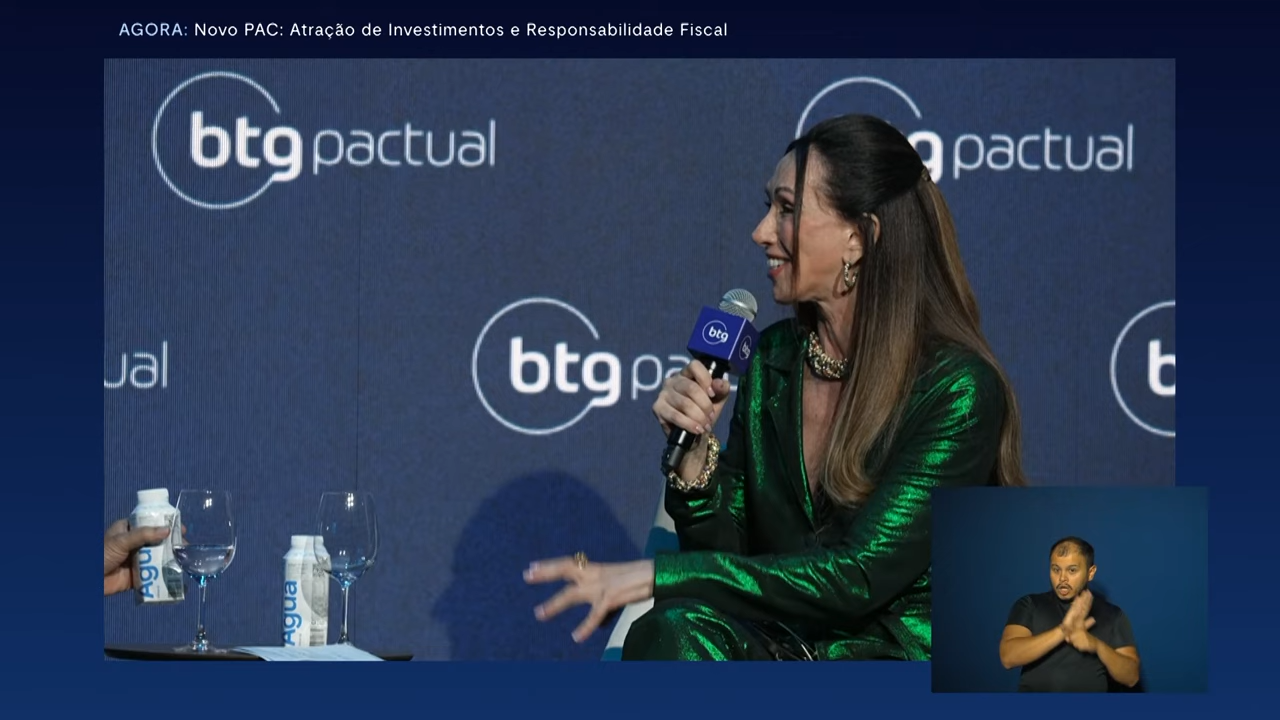 AGORA: Novo PAC: Atração de Investimentos e Responsabilidade Fiscal
btg pactual
g pactual
btg
btg
ual
btg pa
b
Água
Água